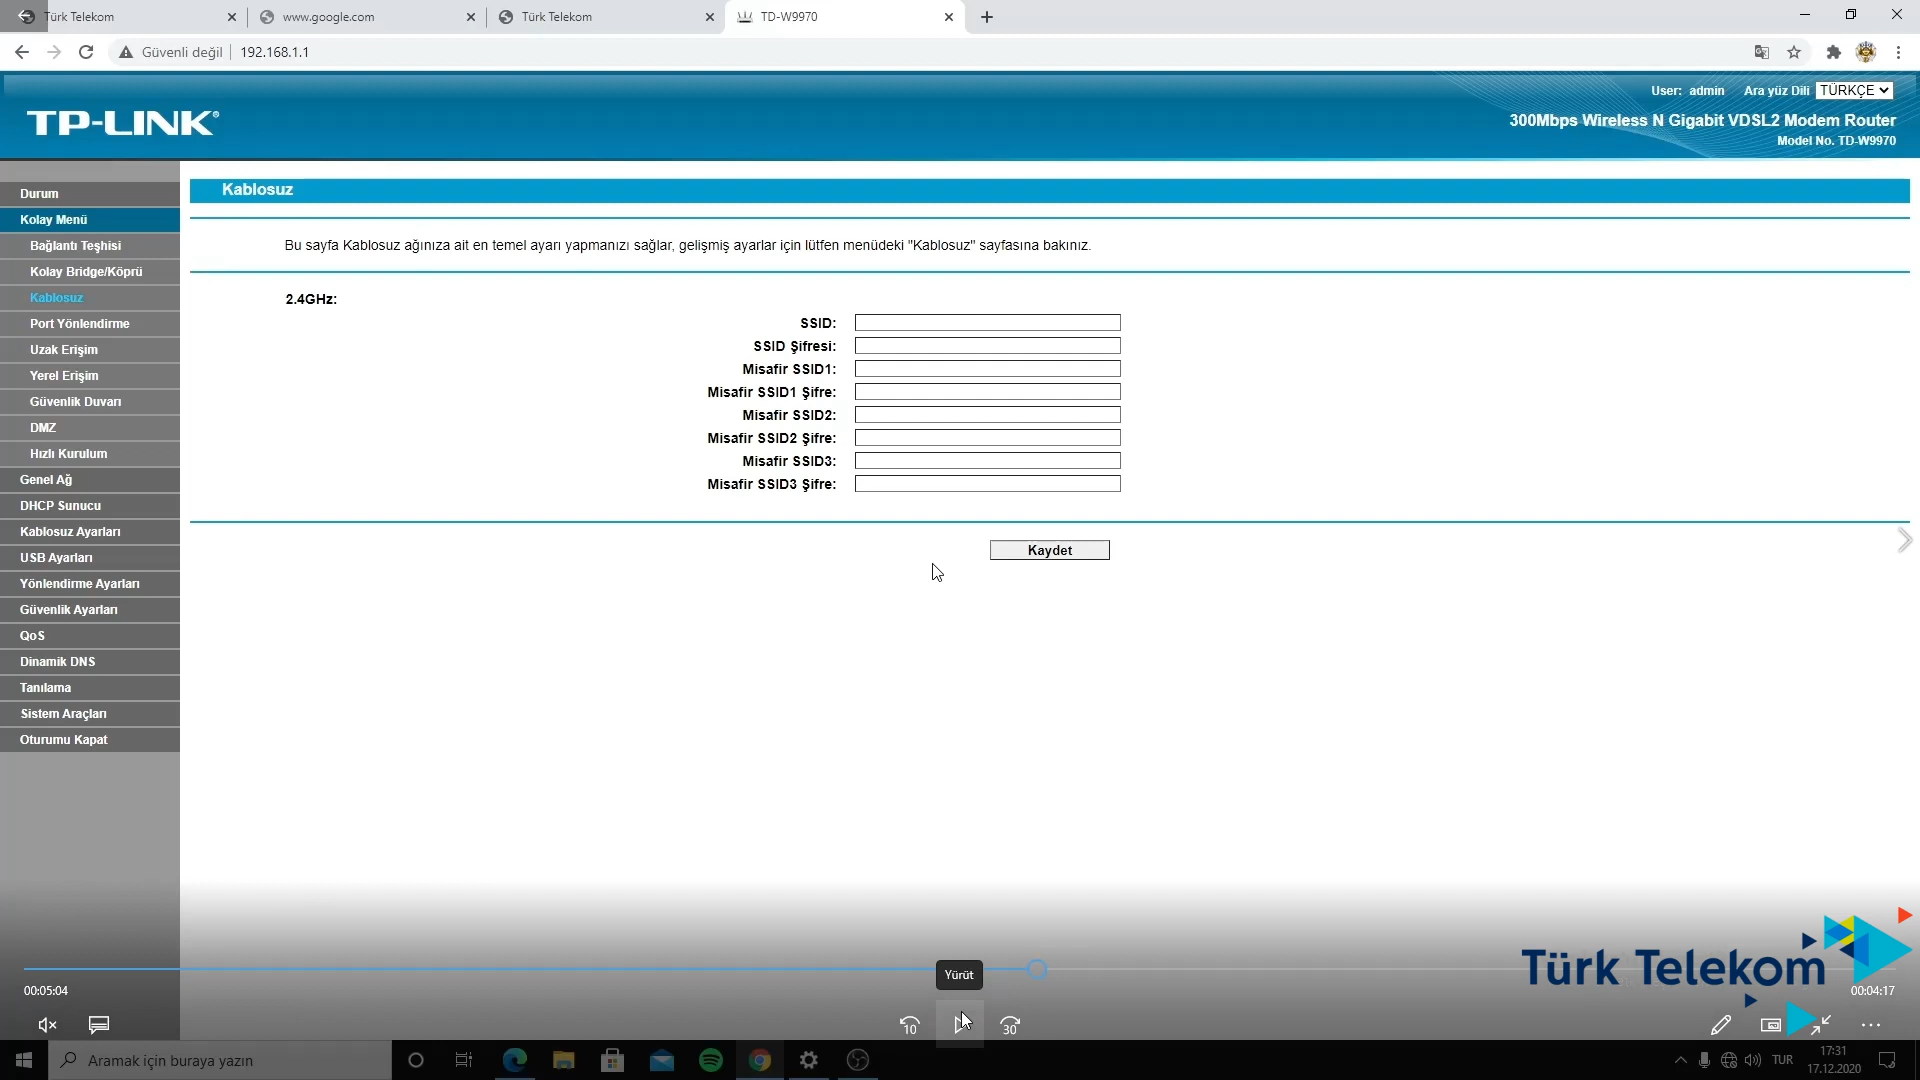 Türk Telekom
www.google.com
Türk Telekom
TD-W9970
Güvenli değil
192.168.1.1
User: admin
Ara yüz Dili
TÜRKÇE
TP-LINK®
300Mbps Wireless N Gigabit VDSL2 Modem Router
Model No. TD-W9970
Durum
Kolay Menü
Bağlantı Teşhisi
Kolay Bridge/Köprü
Kablosuz
Port Yönlendirme
Uzak Erişim
Yerel Erişim
Güvenlik Duvarı
DMZ
Hızlı Kurulum
Genel Ağ
DHCP Sunucu
Kablosuz Ayarları
USB Ayarları
Yönlendirme Ayarları
Güvenlik Ayarları
QoS
Dinamik DNS
Tanılama
Sistem Araçları
Oturumu Kapat
Kablosuz
Bu sayfa Kablosuz ağınıza ait en temel ayarı yapmanızı sağlar, gelişmiş ayarlar için lütfen menüdeki "Kablosuz" sayfasına bakınız.
2.4GHz:
SSID:
SSID Şifresi:
Misafir SSID1:
Misafir SSID1 Şifre:
Misafir SSID2:
Misafir SSID2 Şifre:
Misafir SSID3:
Misafir SSID3 Şifre:
Kaydet
Türk Telekom
Yürüt
00:05:04
00:04:17
10
30
Aramak için buraya yazın
TUR
17:31
17.12.2020